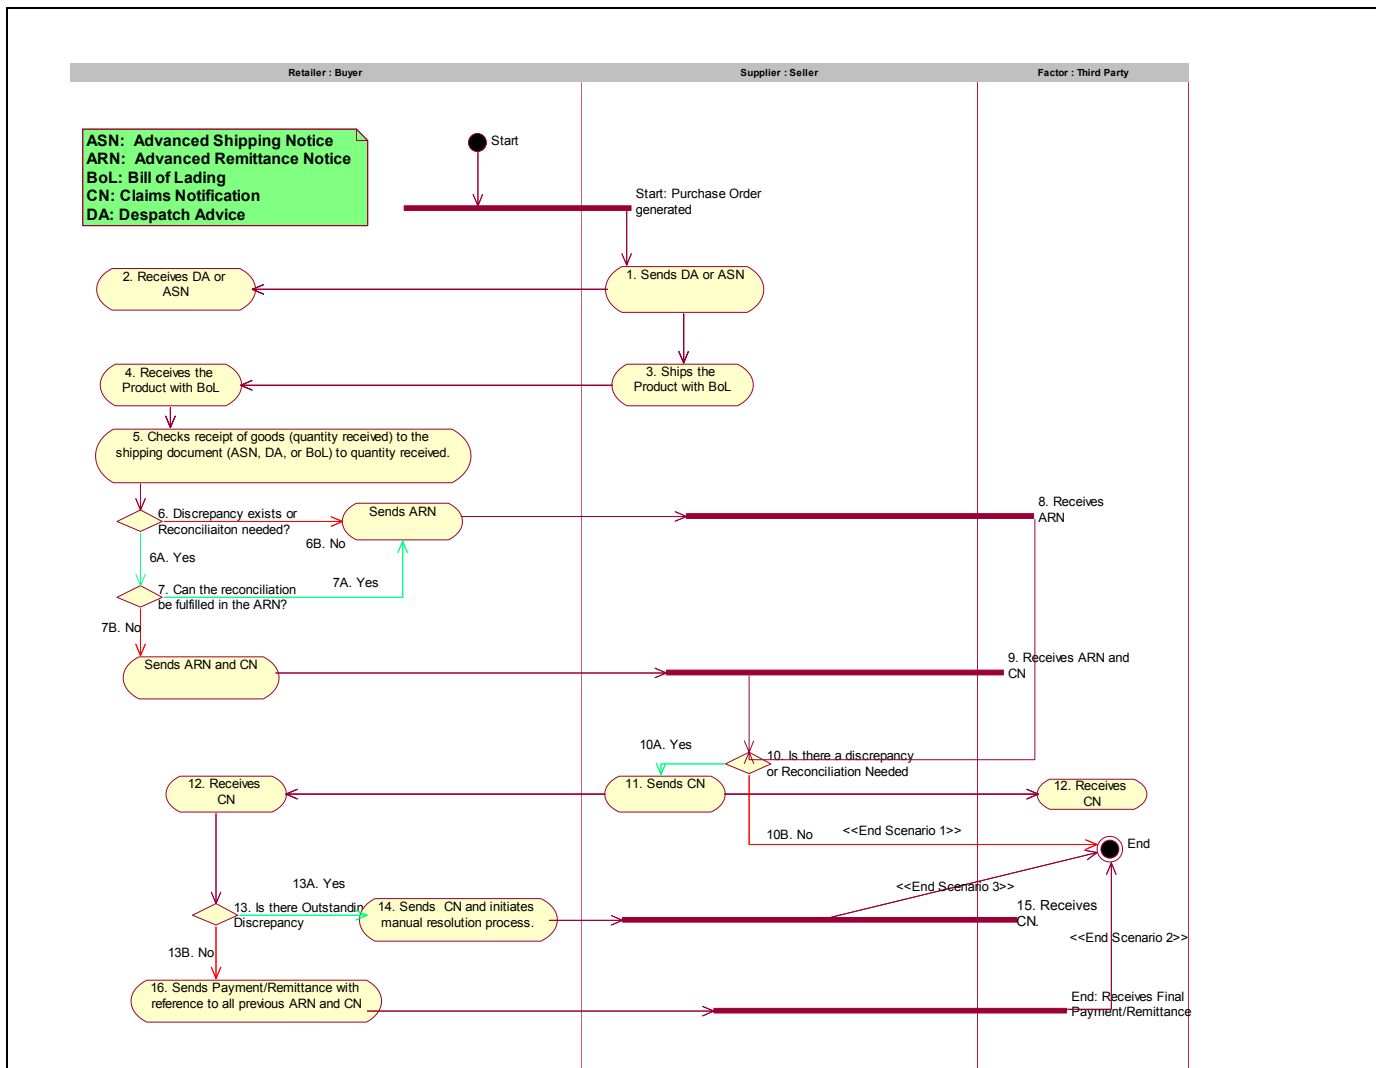 Retailer : Buyer
Supplier : Seller
Factor : Third Party
ASN:  Advanced Shipping Notice
ARN:  Advanced Remittance Notice
BoL: Bill of Lading
CN: Claims Notification
DA: Despatch Advice
Start
Start: Purchase Order
generated
2. Receives DA or
ASN
1. Sends DA or ASN
4. Receives the
Product with BoL
3. Ships the
Product with BoL
5. Checks receipt of goods (quantity received) to the
shipping document (ASN, DA, or BoL) to quantity received.
6. Discrepancy exists or
Reconciliaiton needed?
Sends ARN
8. Receives
ARN
6B. No
6A. Yes
7A. Yes
7. Can the reconciliation
be fulfilled in the ARN?
7B. No
Sends ARN and CN
9. Receives ARN and
CN
10A. Yes
10. Is there a discrepancy
or Reconciliation Needed
12. Receives
CN
11. Sends CN
12. Receives
CN
10B. No
<<End Scenario 1>>
End
13A. Yes
<<End Scenario 3>>
13. Is there Outstandin
Discrepancy
14. Sends  CN and initiates
manual resolution process.
15. Receives
CN.
<<End Scenario 2>>
13B. No
16. Sends Payment/Remittance with
reference to all previous ARN and CN
End: Receives Final
Payment/Remittance